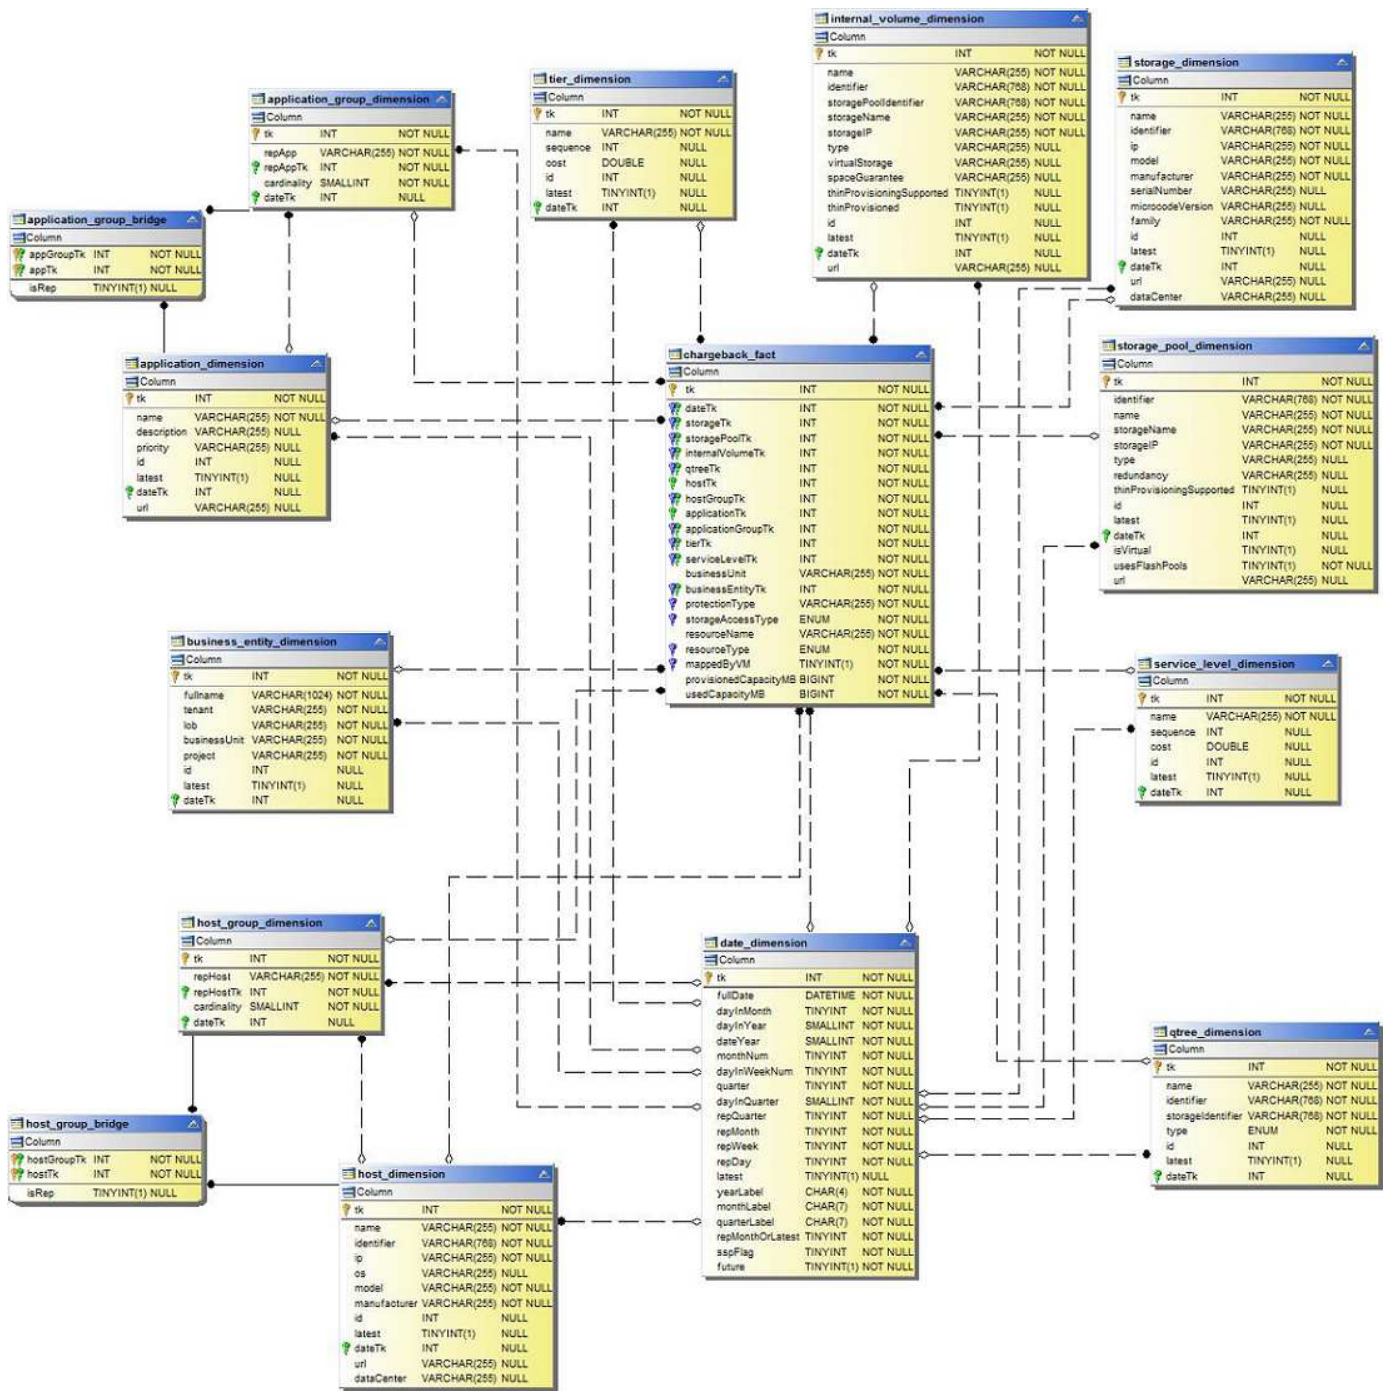 internal_volume_dimension
Column
tk INT NOT NULL
name VARCHAR(255) NOT NULL
identifier VARCHAR(768) NOT NULL
storagePoolIdentifier VARCHAR(768) NOT NULL
storageName VARCHAR(255) NOT NULL
storageIP VARCHAR(255) NOT NULL
type VARCHAR(255) NULL
virtualStorage VARCHAR(255) NULL
spaceGuarantee VARCHAR(255) NULL
thinProvisioningSupported TINYINT(1) NULL
thinProvisioned TINYINT(1) NULL
id INT NULL
latest TINYINT(1) NULL
dateTk INT NULL
url VARCHAR(255) NULL
storage_dimension
Column
tk INT NOT NULL
name VARCHAR(255) NOT NULL
identifier VARCHAR(768) NOT NULL
ip VARCHAR(255) NOT NULL
model VARCHAR(255) NOT NULL
manufacturer VARCHAR(255) NOT NULL
serialNumber VARCHAR(255) NULL
microcodeVersion VARCHAR(255) NULL
family VARCHAR(255) NOT NULL
id INT NULL
latest TINYINT(1) NULL
dateTk INT NULL
url VARCHAR(255) NULL
dataCenter VARCHAR(255) NULL
tier_dimension
Column
tk INT NOT NULL
name VARCHAR(255) NOT NULL
sequence INT NULL
cost DOUBLE NULL
id INT NULL
latest TINYINT(1) NULL
dateTk INT NULL
application_group_dimension
Column
tk INT NOT NULL
repApp VARCHAR(255) NOT NULL
repAppTk INT NOT NULL
cardinality SMALLINT NOT NULL
dateTk INT NULL
application_group_bridge
Column
appGroupTk INT NOT NULL
appTk INT NOT NULL
isRep TINYINT(1) NULL
application_dimension
Column
tk INT NOT NULL
name VARCHAR(255) NOT NULL
description VARCHAR(255) NULL
priority VARCHAR(255) NULL
id INT NULL
latest TINYINT(1) NULL
dateTk INT NULL
url VARCHAR(255) NULL
chargeback_fact
Column
tk INT NOT NULL
dateTk INT NOT NULL
storageTk INT NOT NULL
storagePoolTk INT NOT NULL
internalVolumeTk INT NOT NULL
qtreeTk INT NOT NULL
hostTk INT NOT NULL
hostGroupTk INT NOT NULL
applicationTk INT NOT NULL
applicationGroupTk INT NOT NULL
tierTk INT NOT NULL
serviceLevelTk INT NOT NULL
businessUnit VARCHAR(255) NOT NULL
businessEntityTk INT NOT NULL
protectionType VARCHAR(255) NOT NULL
storageAccessType ENUM NOT NULL
resourceName VARCHAR(255) NOT NULL
resourceType ENUM NOT NULL
mappedByVM TINYINT(1) NOT NULL
provisionedCapacityMB BIGINT NOT NULL
usedCapacityMB BIGINT NOT NULL
storage_pool_dimension
Column
tk INT NOT NULL
identifier VARCHAR(768) NOT NULL
name VARCHAR(255) NOT NULL
storageName VARCHAR(255) NOT NULL
storageIP VARCHAR(255) NOT NULL
type VARCHAR(255) NULL
redundancy VARCHAR(255) NULL
thinProvisioningSupported TINYINT(1) NULL
id INT NULL
latest TINYINT(1) NULL
dateTk INT NULL
isVirtual TINYINT(1) NULL
usesFlashPools TINYINT(1) NOT NULL
url VARCHAR(255) NULL
business_entity_dimension
Column
tk INT NOT NULL
fullname VARCHAR(1024) NOT NULL
tenant VARCHAR(255) NOT NULL
lob VARCHAR(255) NOT NULL
businessUnit VARCHAR(255) NOT NULL
project VARCHAR(255) NOT NULL
id INT NULL
latest TINYINT(1) NULL
dateTk INT NULL
service_level_dimension
Column
tk INT NOT NULL
name VARCHAR(255) NOT NULL
sequence INT NULL
cost DOUBLE NULL
id INT NULL
latest TINYINT(1) NULL
dateTk INT NULL
host_group_dimension
Column
tk INT NOT NULL
repHost VARCHAR(255) NOT NULL
repHostTk INT NOT NULL
cardinality SMALLINT NOT NULL
dateTk INT NULL
date_dimension
Column
tk INT NOT NULL
fullDate DATETIME NOT NULL
dayInMonth TINYINT NOT NULL
dayInYear SMALLINT NOT NULL
dateYear SMALLINT NOT NULL
monthNum TINYINT NOT NULL
dayInWeekNum TINYINT NOT NULL
quarter TINYINT NOT NULL
dayInQuarter SMALLINT NOT NULL
repQuarter TINYINT NOT NULL
repMonth TINYINT NOT NULL
repWeek TINYINT NOT NULL
repDay TINYINT NOT NULL
latest TINYINT(1) NULL
yearLabel CHAR(4) NOT NULL
monthLabel CHAR(7) NOT NULL
quarterLabel CHAR(7) NOT NULL
repMonthOrLatest TINYINT NOT NULL
sspFlag TINYINT NOT NULL
future TINYINT(1) NOT NULL
qtree_dimension
Column
tk INT NOT NULL
name VARCHAR(255) NOT NULL
identifier VARCHAR(768) NOT NULL
storageIdentifier VARCHAR(768) NOT NULL
type ENUM NOT NULL
id INT NULL
latest TINYINT(1) NULL
dateTk INT NULL
host_group_bridge
Column
hostGroupTk INT NOT NULL
hostTk INT NOT NULL
isRep TINYINT(1) NULL
host_dimension
Column
tk INT NOT NULL
name VARCHAR(255) NOT NULL
identifier VARCHAR(768) NOT NULL
ip VARCHAR(255) NOT NULL
os VARCHAR(255) NULL
model VARCHAR(255) NOT NULL
manufacturer VARCHAR(255) NOT NULL
id INT NULL
latest TINYINT(1) NULL
dateTk INT NULL
url VARCHAR(255) NULL
dataCenter VARCHAR(255) NULL